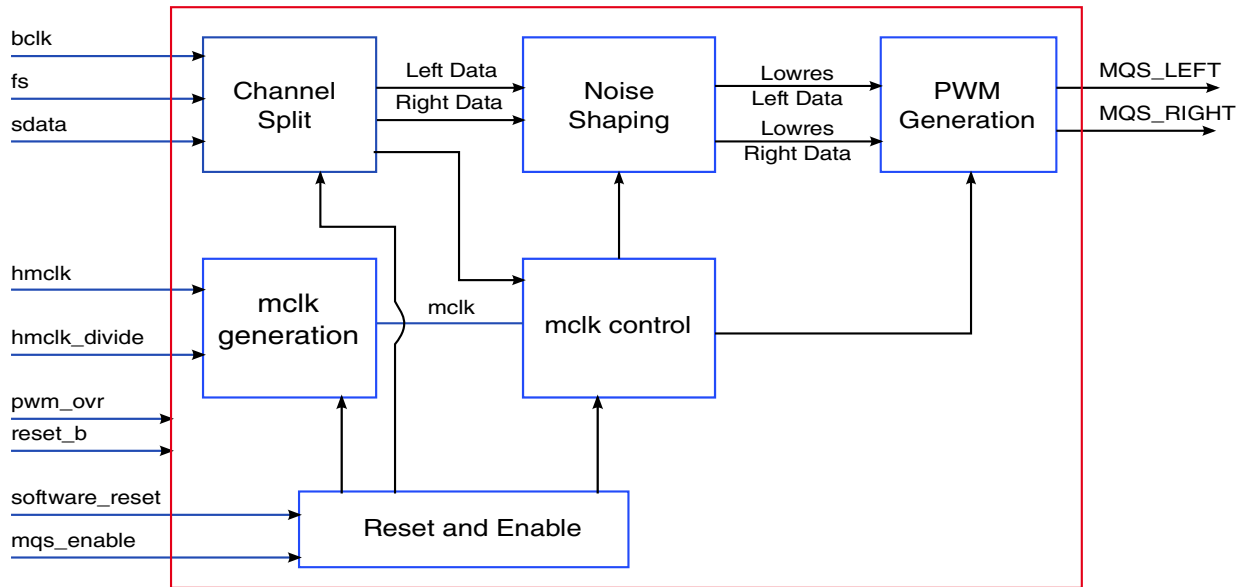 bclk
fs
sdata
Channel
Split
Left Data
Right Data
Noise
Shaping
Lowres
Left Data
Lowres
Right Data
PWM
Generation
MQS_LEFT
MQS_RIGHT
hmclk
hmclk_divide
mclk
generation
mclk
mclk control
pwm_ovr
reset_b
software_reset
mqs_enable
Reset and Enable